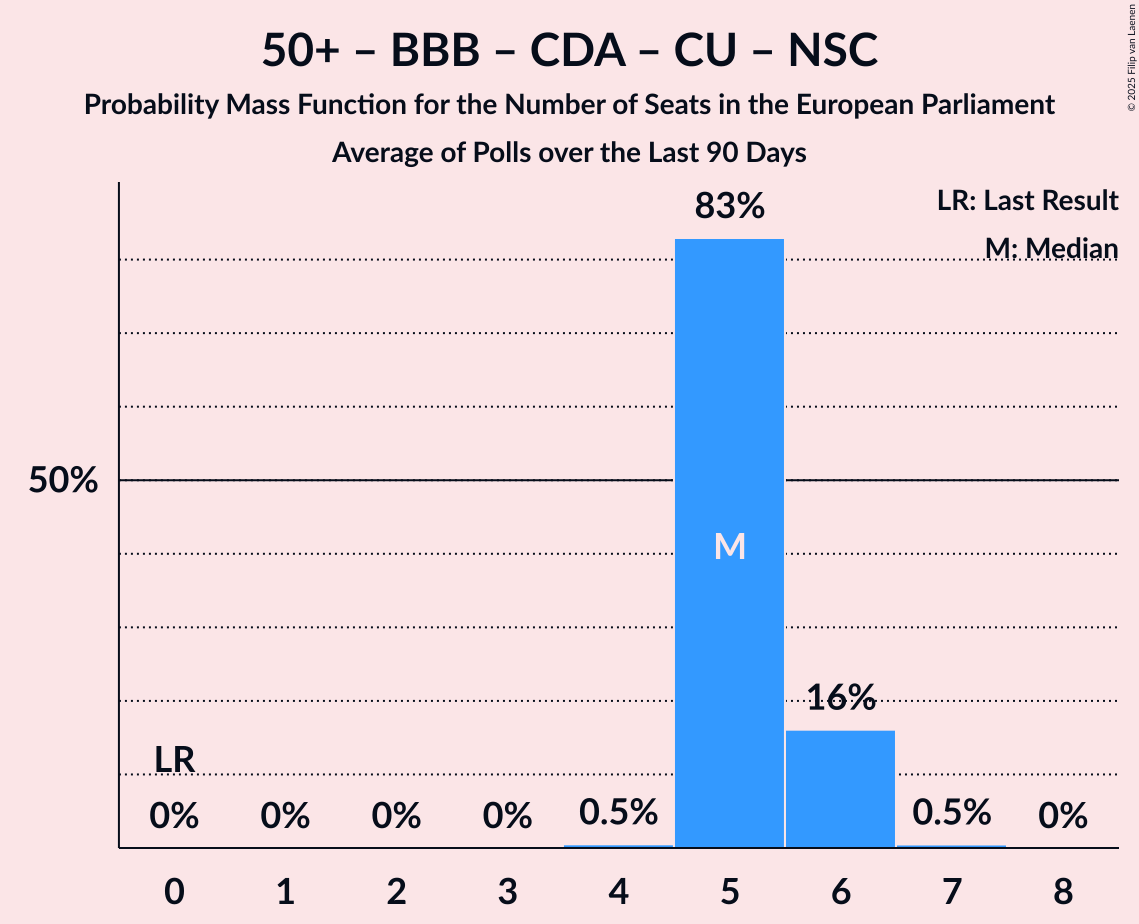 50+ – BBB – CDA – CU – NSC
Probability Mass Function for the Number of Seats in the European Parliament
Average of Polls over the Last 90 Days
© 2025 Filip van Laenen
LR: Last Result
M: Median
83%
50%
M
16%
LR
0% 0% 0% 0% 0.5% 0.5% 0%
0 1 2 3 4 5 6 7 8